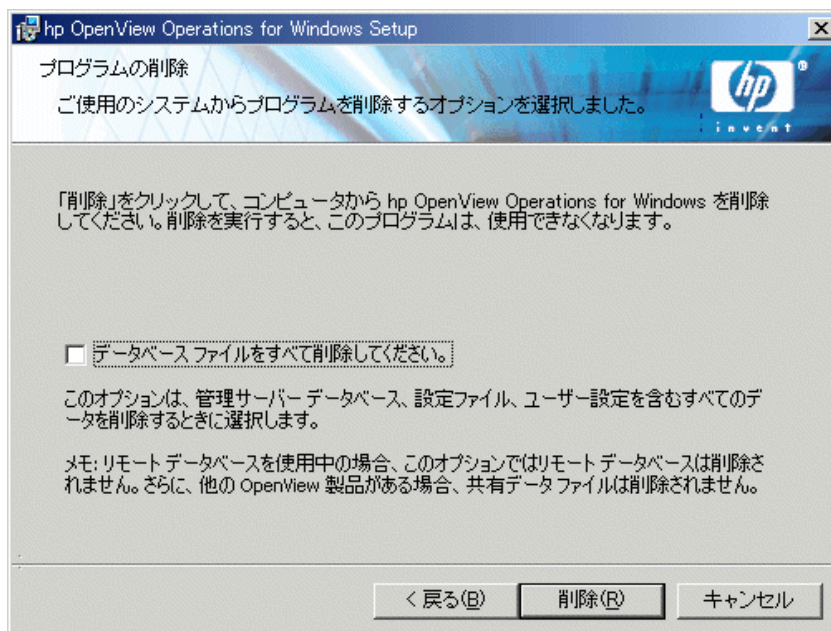 hp OpenView Operations for Windows Setup
プログラムの削除
ご使用のシステムからプログラムを削除するオプションを選択しました。
hp
®
invent
「削除」をクリックして、コンピュータから hp OpenView Operations for Windows を削除
してください。削除を実行すると、このプログラムは、使用できなくなります。
データベース ファイルをすべて削除してください。
このオプションは、管理サーバー データベース、設定ファイル、ユーザー設定を含むすべてのデ
ータを削除するときに選択します。
メモ: リモート データベースを使用中の場合、このオプションではリモート データベースは削除さ
れません。さらに、他の OpenView 製品がある場合、共有データ ファイルは削除されません。
< 戻る(B)
削除(R)
キャンセル